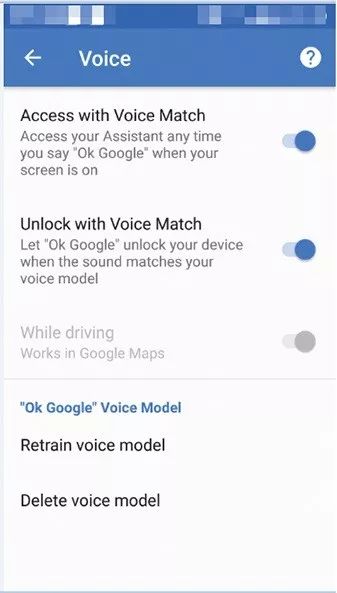 Voice
Access with Voice Match
Access your Assistant any time
you say "Ok Google" when your
screen is on
Unlock with Voice Match
Let "Ok Google" unlock your device
when the sound matches your
voice model
While driving
Works in Google Maps
"Ok Google" Voice Model
Retrain voice model
Delete voice model